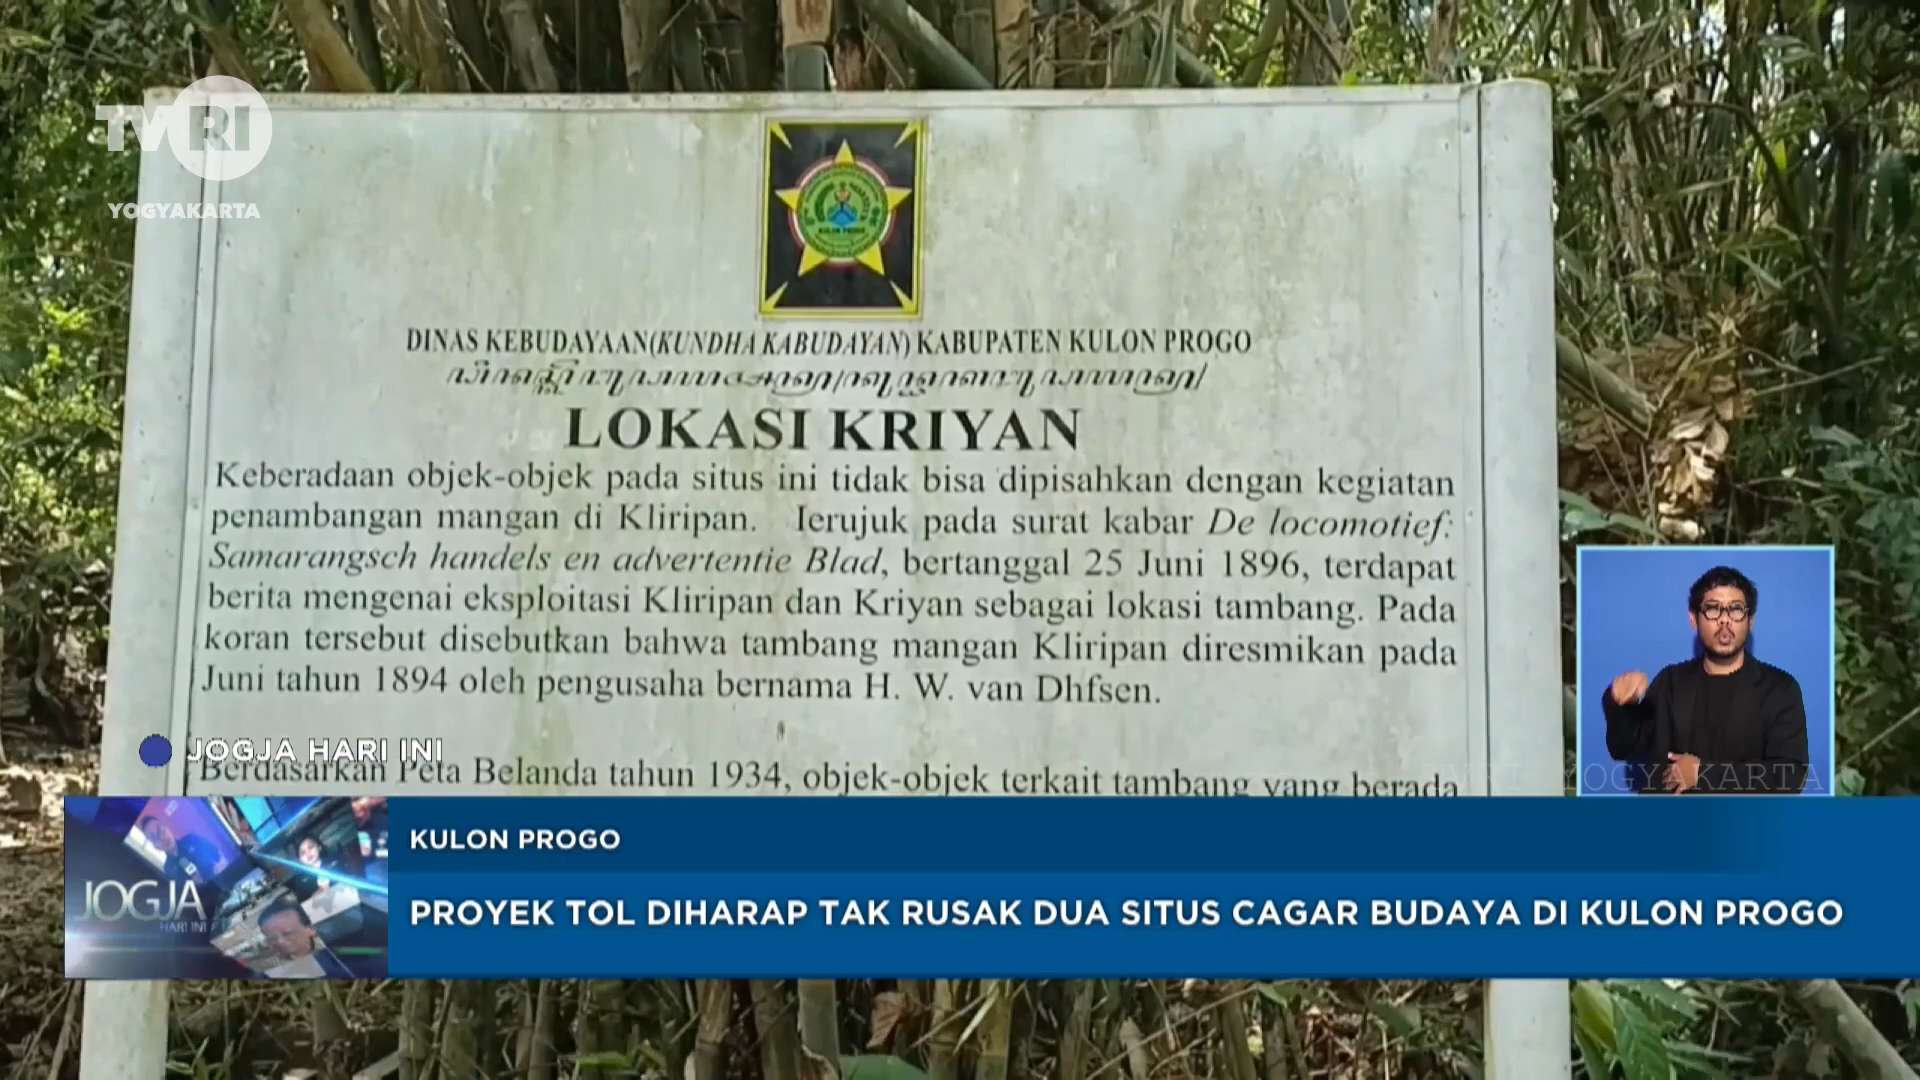 TVRI
YOGYAKARTA
KULON PROGO
DINAS KEBUDAYAAN(KUNDHA KABUDAYAN) KABUPATEN KULON PROGO
LOKASI KRIYAN
Keberadaan objek-objek pada situs ini tidak bisa dipisahkan dengan kegiatan
penambangan mangan di Kliripan. Ierujuk pada surat kabar De locomotief:
Samarangsch handels en advertentie Blad, bertanggal 25 Juni 1896, terdapat
berita mengenai eksploitasi Kliripan dan Kriyan sebagai lokasi tambang. Pada
koran tersebut disebutkan bahwa tambang mangan Kliripan diresmikan pada
Juni tahun 1894 oleh pengusaha bernama H. W. van Dhfsen.
JOGJA HARI INI
Berdasarkan Peta Belanda tahun 1934, objek-objek terkait tambang yang berada
YOGYAKARTA
JOGJA
HARI INI
KULON PROGO
PROYEK TOL DIHARAP TAK RUSAK DUA SITUS CAGAR BUDAYA DI KULON PROGO